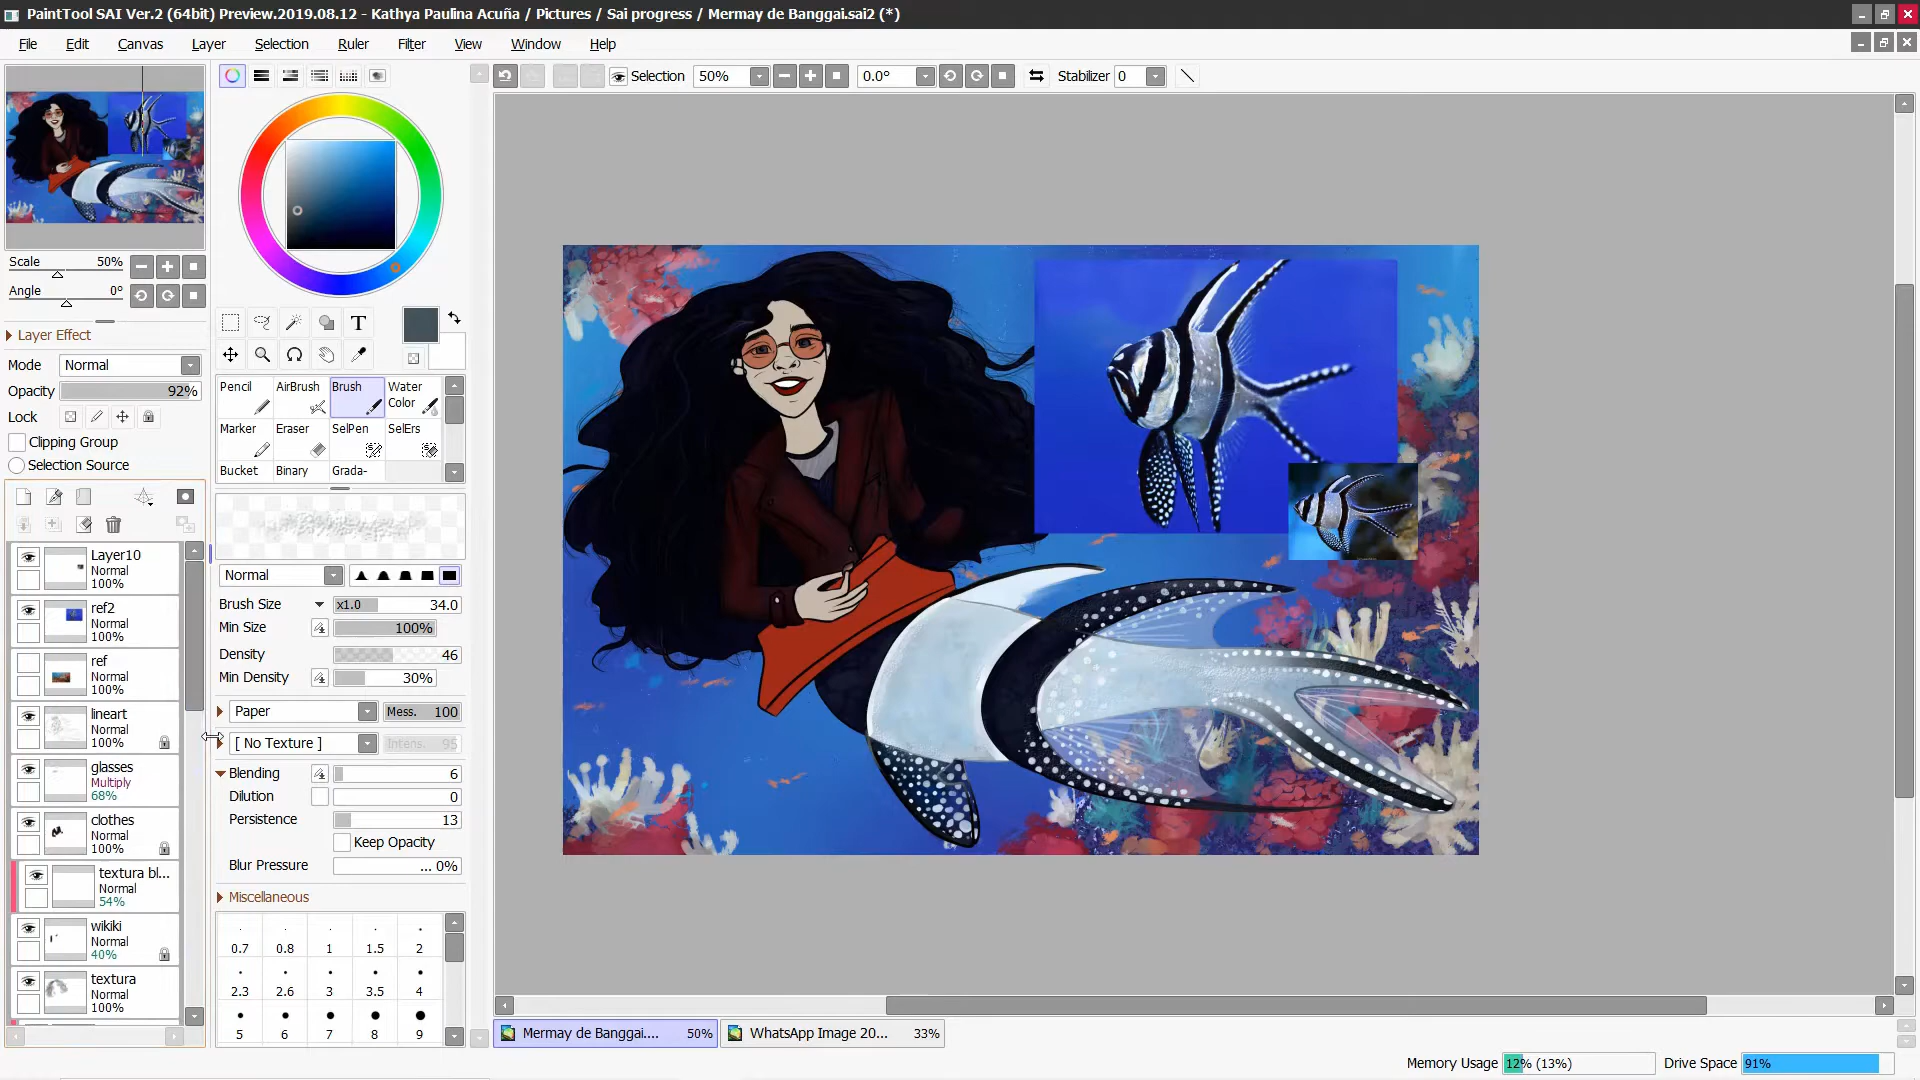 PaintTool SAI Ver.2 (64bit) Preview.2019.08.12 - Kathya Paulina Acuña / Pictures / Sai progress / Mermay de Banggai.sai2 (*)
File Edit Canvas Layer Selection Ruler Filter View Window Help
Selection 50% 0.0° Stabilizer 0
Scale 50%
Angle 0°
Layer Effect
Mode Normal
Opacity 92%
Lock
Clipping Group
Selection Source
Layer10
Normal
100%
ref2
Normal
100%
ref
Normal
100%
lineart
Normal
100%
glasses
Multiply
68%
clothes
Normal
100%
textura bl...
Normal
54%
wikiki
Normal
40%
textura
Normal
100%
T
Pencil AirBrush Brush Water Color
Marker Eraser SelPen SelErs
Bucket Binary Grada-
Normal
Brush Size x1.0 34.0
Min Size 100%
Density 46
Min Density 30%
Paper Mess. 100
[ No Texture ] Intens. 95
Blending 6
Dilution 0
Persistence 13
Keep Opacity
Blur Pressure ... 0%
Miscellaneous
0.7 0.8 1 1.5 2
2.3 2.6 3 3.5 4
5 6 7 8 9
Mermay de Banggai.... 50% WhatsApp Image 20... 33%
Memory Usage 12% (13%) Drive Space 91%